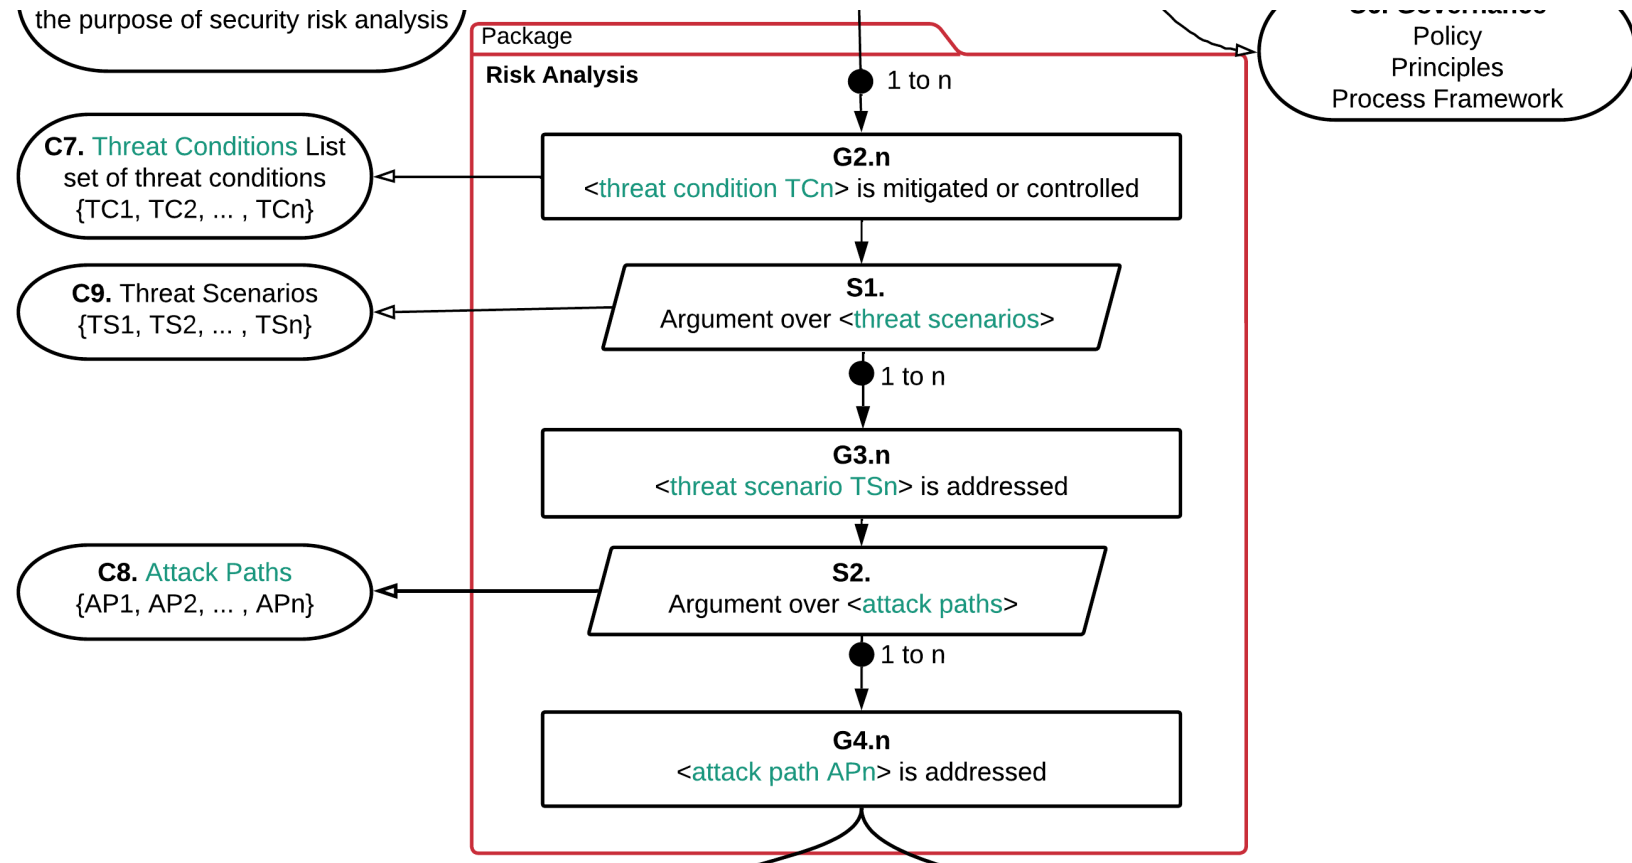 the purpose of security risk analysis
Package
Risk Analysis
1 to n
Policy
Principles
Process Framework
C7. Threat Conditions List
set of threat conditions
{TC1, TC2, ... , TCn}
G2.n
<threat condition TCn> is mitigated or controlled
C9. Threat Scenarios
{TS1, TS2, ... , TSn}
S1.
Argument over <threat scenarios>
1 to n
G3.n
<threat scenario TSn> is addressed
C8. Attack Paths
{AP1, AP2, ... , APn}
S2.
Argument over <attack paths>
1 to n
G4.n
<attack path APn> is addressed